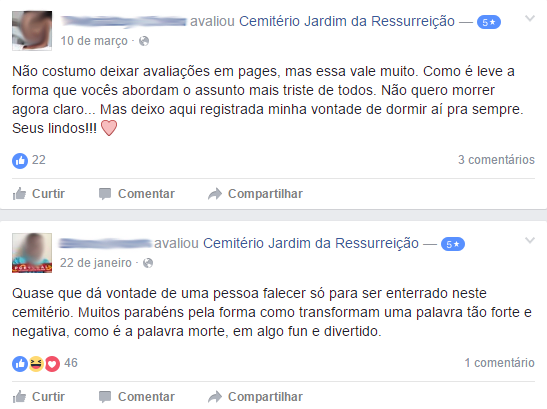 avaliou Cemitério Jardim da Ressurreição — 5★
10 de março ·
Não costumo deixar avaliações em pages, mas essa vale muito. Como é leve a
forma que vocês abordam o assunto mais triste de todos. Não quero morrer
agora claro... Mas deixo aqui registrada minha vontade de dormir aí pra sempre.
Seus lindos!!!
22 3 comentários
Curtir Comentar Compartilhar
avaliou Cemitério Jardim da Ressurreição — 5★
22 de janeiro ·
Quase que dá vontade de uma pessoa falecer só para ser enterrado neste
cemitério. Muitos parabéns pela forma como transformam uma palavra tão forte e
negativa, como é a palavra morte, em algo fun e divertido.
46 1 comentário
Curtir Comentar Compartilhar